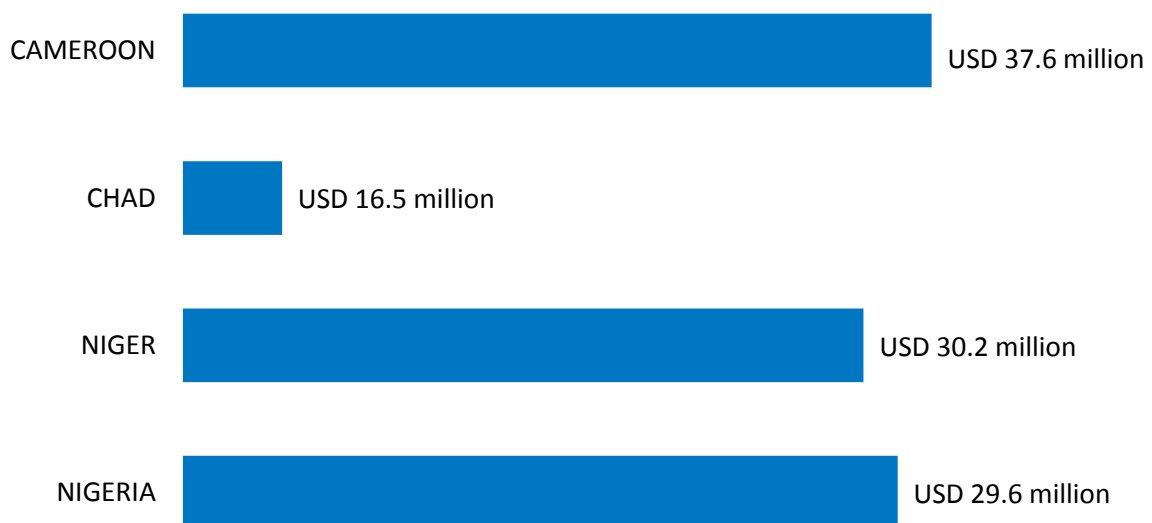 CAMEROON USD 37.6 million
CHAD USD 16.5 million
NIGER USD 30.2 million
NIGERIA USD 29.6 million